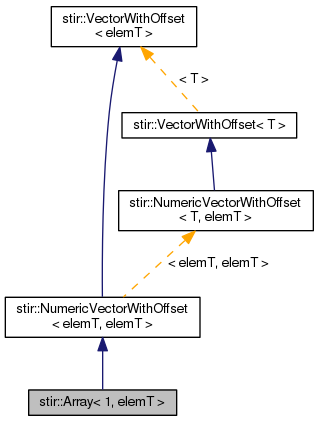 stir::VectorWithOffset
< elemT >
< T >
stir::VectorWithOffset< T >
stir::NumericVectorWithOffset
< T, elemT >
< elemT, elemT >
stir::NumericVectorWithOffset
< elemT, elemT >
stir::Array< 1, elemT >